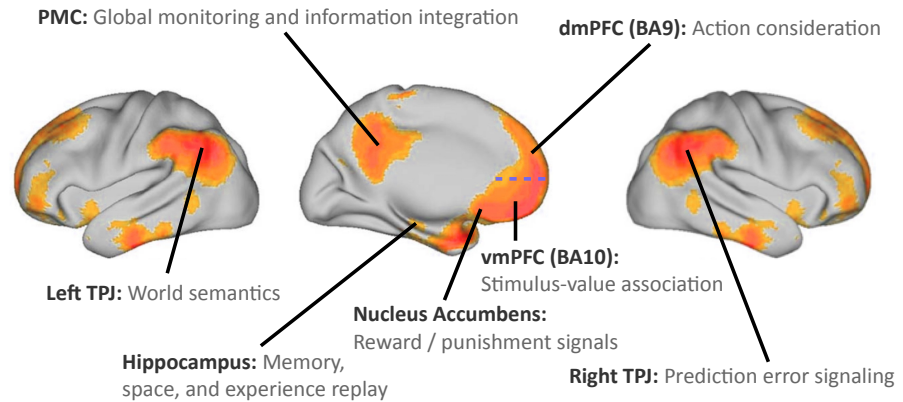 PMC: Global monitoring and information integration
dmPFC (BA9): Action consideration
vmPFC (BA10):
Stimulus-value association
Left TPJ: World semantics
Nucleus Accumbens:
Reward / punishment signals
Hippocampus: Memory,
space, and experience replay
Right TPJ: Prediction error signaling